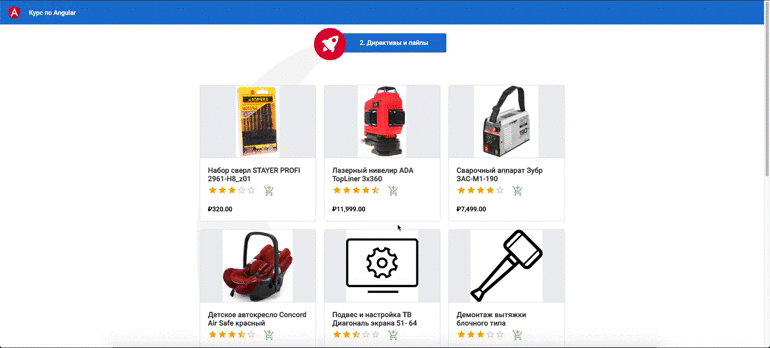 Курс по Angular
2. Директивы и пайпы
Набор сверл STAYER PROFI
2961-H8_z01
₽320.00
Лазерный нивелир ADA
TopLiner 3x360
₽11,999.00
Сварочный аппарат Зубр
ЗАС-М1-190
₽7,499.00
Детское автокресло Concord
Air Safe красный
Подвес и настройка ТВ
Диагональ экрана 51- 64
Демонтаж вытяжки
блочного типа